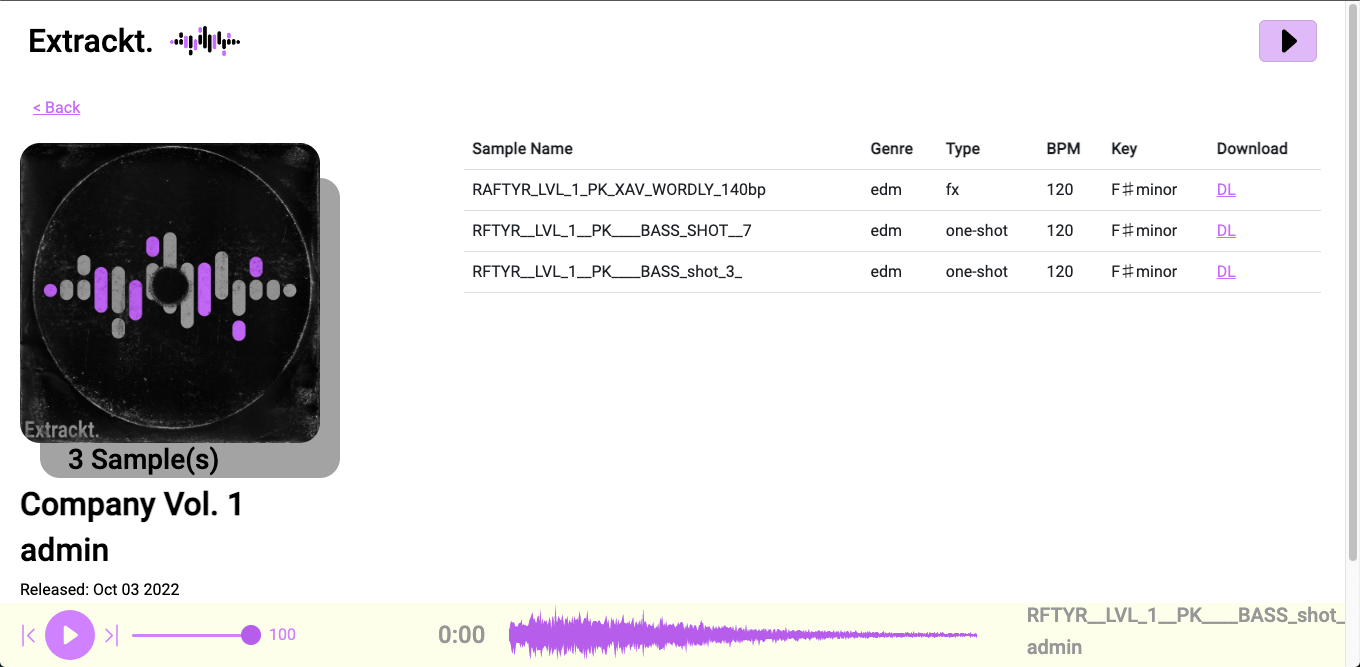 Extrackt.
< Back
Sample Name Genre Type BPM Key Download
RAFTYR_LVL_1_PK_XAV_WORDLY_140bp edm fx 120 F♯minor DL
RFTYR__LVL_1__PK____BASS_SHOT__7 edm one-shot 120 F♯minor DL
RFTYR__LVL_1__PK____BASS_shot_3_ edm one-shot 120 F♯minor DL
Extrackt.
3 Sample(s)
Company Vol. 1
admin
Released: Oct 03 2022
100
0:00
RFTYR__LVL_1__PK____BASS_shot_
admin